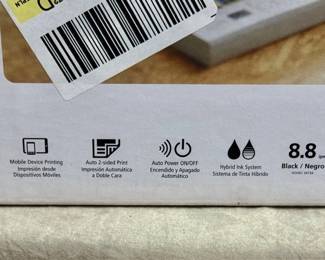 Mobile Device Printing
Impresión desde
Dispositivos Móviles
Auto 2-sided Print
Impresión Automática
a Doble Cara
Auto Power ON/OFF
Encendido y Apagado
Automático
Hybrid Ink System
Sistema de Tinta Híbrido
8.8 ipm
Black / Negro